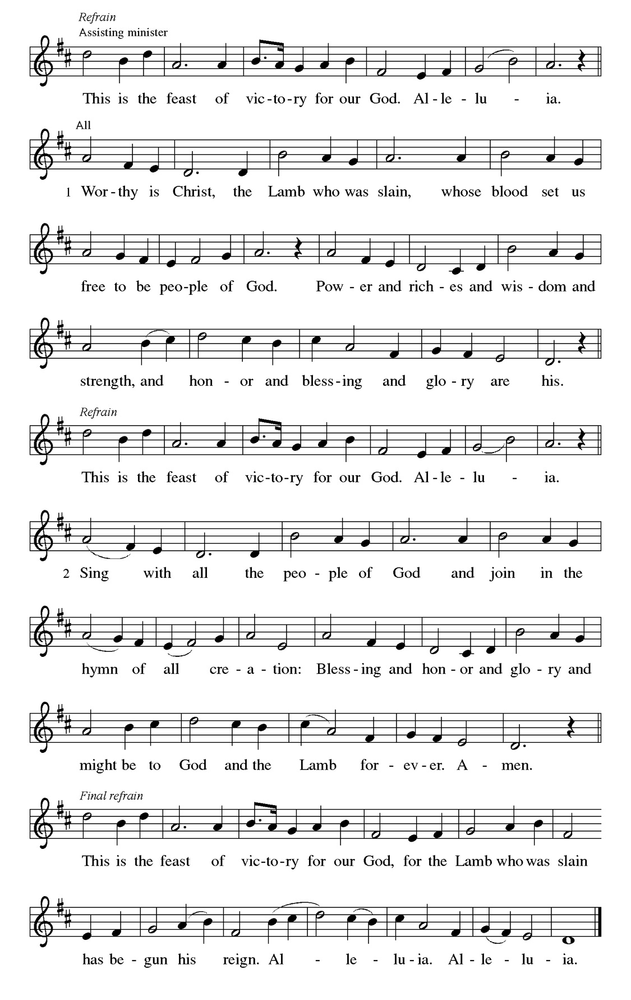 Refrain
Assisting minister
This is the feast of vic-to-ry for our God. Al-le-lu-ia.
All
1 Wor-thy is Christ, the Lamb who was slain, whose blood set us
free to be peo-ple of God. Pow-er and rich-es and wis-dom and
strength, and hon-or and bless-ing and glo-ry are his.
Refrain
This is the feast of vic-to-ry for our God. Al-le-lu-ia.
2 Sing with all the peo-ple of God and join in the
hymn of all cre-a-tion: Bless-ing and hon-or and glo-ry and
might be to God and the Lamb for-ev-er. A-men.
Final refrain
This is the feast of vic-to-ry for our God, for the Lamb who was slain
has be-gun his reign. Al-le-lu-ia. Al-le-lu-ia.